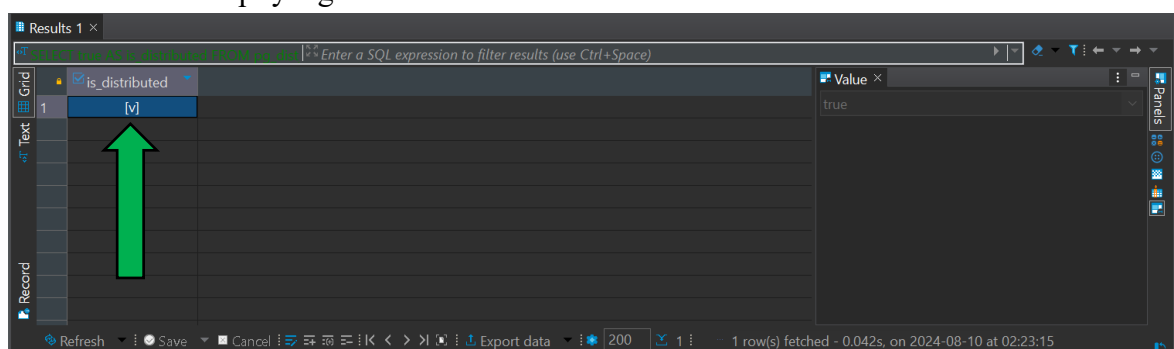 Results 1 ×
SELECT true AS is_distributed FROM pg_dist Enter a SQL expression to filter results (use Ctrl+Space)
Grid
is_distributed
Value ×
Panels
1 [v]
true
Text
Record
Refresh Save Cancel Export data 200 1 1 row(s) fetched - 0.042s, on 2024-08-10 at 02:23:15